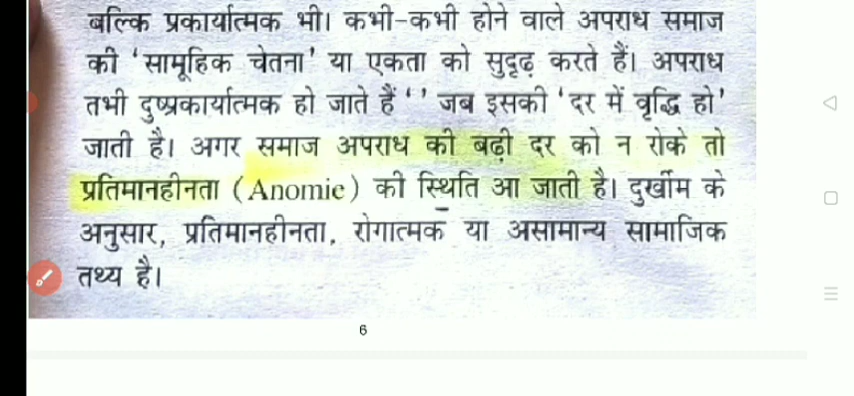 बल्कि प्रकार्यात्मक भी। कभी-कभी होने वाले अपराध समाज
की ‘सामूहिक चेतना’ या एकता को सुदृढ़ करते हैं। अपराध
तभी दुष्प्रकार्यात्मक हो जाते हैं ‘’ जब इसकी ‘दर में वृद्धि हो’
जाती है। अगर समाज अपराध की बढ़ी दर को न रोके तो
प्रतिमानहीनता (Anomie) की स्थिति आ जाती है। दुर्खीम के
अनुसार, प्रतिमानहीनता, रोगात्मक या असामान्य सामाजिक
तथ्य है।
6